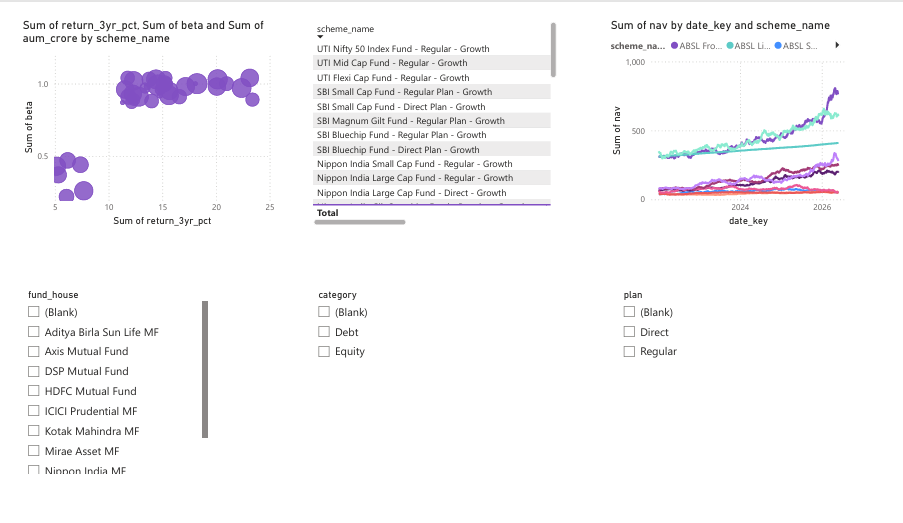 Sum of return_3yr_pct, Sum of beta and Sum of
aum_crore by scheme_name
1.0
0.5
Sum of beta
5
10
15
20
25
Sum of return_3yr_pct
scheme_name
UTI Nifty 50 Index Fund - Regular - Growth
UTI Mid Cap Fund - Regular - Growth
UTI Flexi Cap Fund - Regular - Growth
SBI Small Cap Fund - Regular Plan - Growth
SBI Small Cap Fund - Direct Plan - Growth
SBI Magnum Gilt Fund - Regular Plan - Growth
SBI Bluechip Fund - Regular Plan - Growth
SBI Bluechip Fund - Direct Plan - Growth
Nippon India Small Cap Fund - Regular - Growth
Nippon India Large Cap Fund - Regular - Growth
Nippon India Large Cap Fund - Direct - Growth
Total
Sum of nav by date_key and scheme_name
scheme_na... ABSL Fro... ABSL Li... ABSL S...
1,000
500
0
Sum of nav
2024
2026
date_key
fund_house
(Blank)
Aditya Birla Sun Life MF
Axis Mutual Fund
DSP Mutual Fund
HDFC Mutual Fund
ICICI Prudential MF
Kotak Mahindra MF
Mirae Asset MF
Nippon India MF
category
(Blank)
Debt
Equity
plan
(Blank)
Direct
Regular